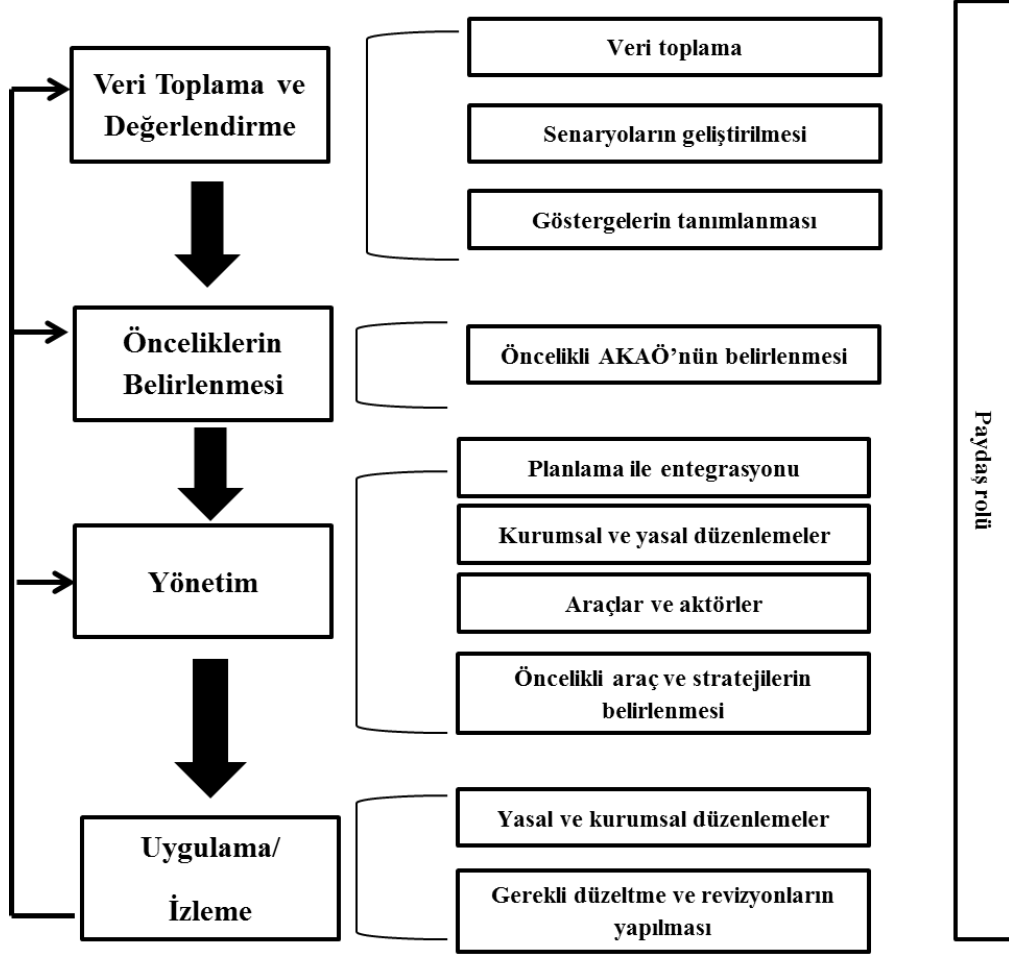 Veri Toplama ve
Değerlendirme
Veri toplama
Senaryoların geliştirilmesi
Göstergelerin tanımlanması
Önceliklerin
Belirlenmesi
Öncelikli AKAÖ’nün belirlenmesi
Yönetim
Planlama ile entegrasyonu
Kurumsal ve yasal düzenlemeler
Araçlar ve aktörler
Öncelikli araç ve stratejilerin
belirlenmesi
Uygulama/
İzleme
Yasal ve kurumsal düzenlemeler
Gerekli düzeltme ve revizyonların
yapılması
Paydaş rolü